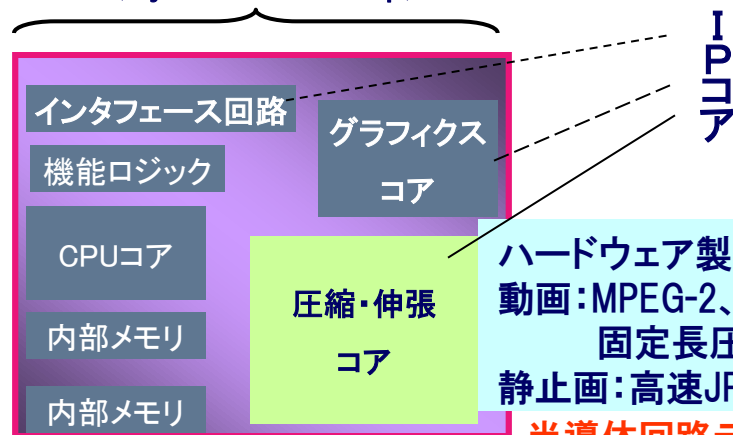 IPコア
インタフェース回路
グラフィクス
コア
機能ロジック
CPUコア
圧縮・伸張
コア
内部メモリ
内部メモリ
ハードウェア製
動画：MPEG-2、
固定長圧
静止画：高速JP